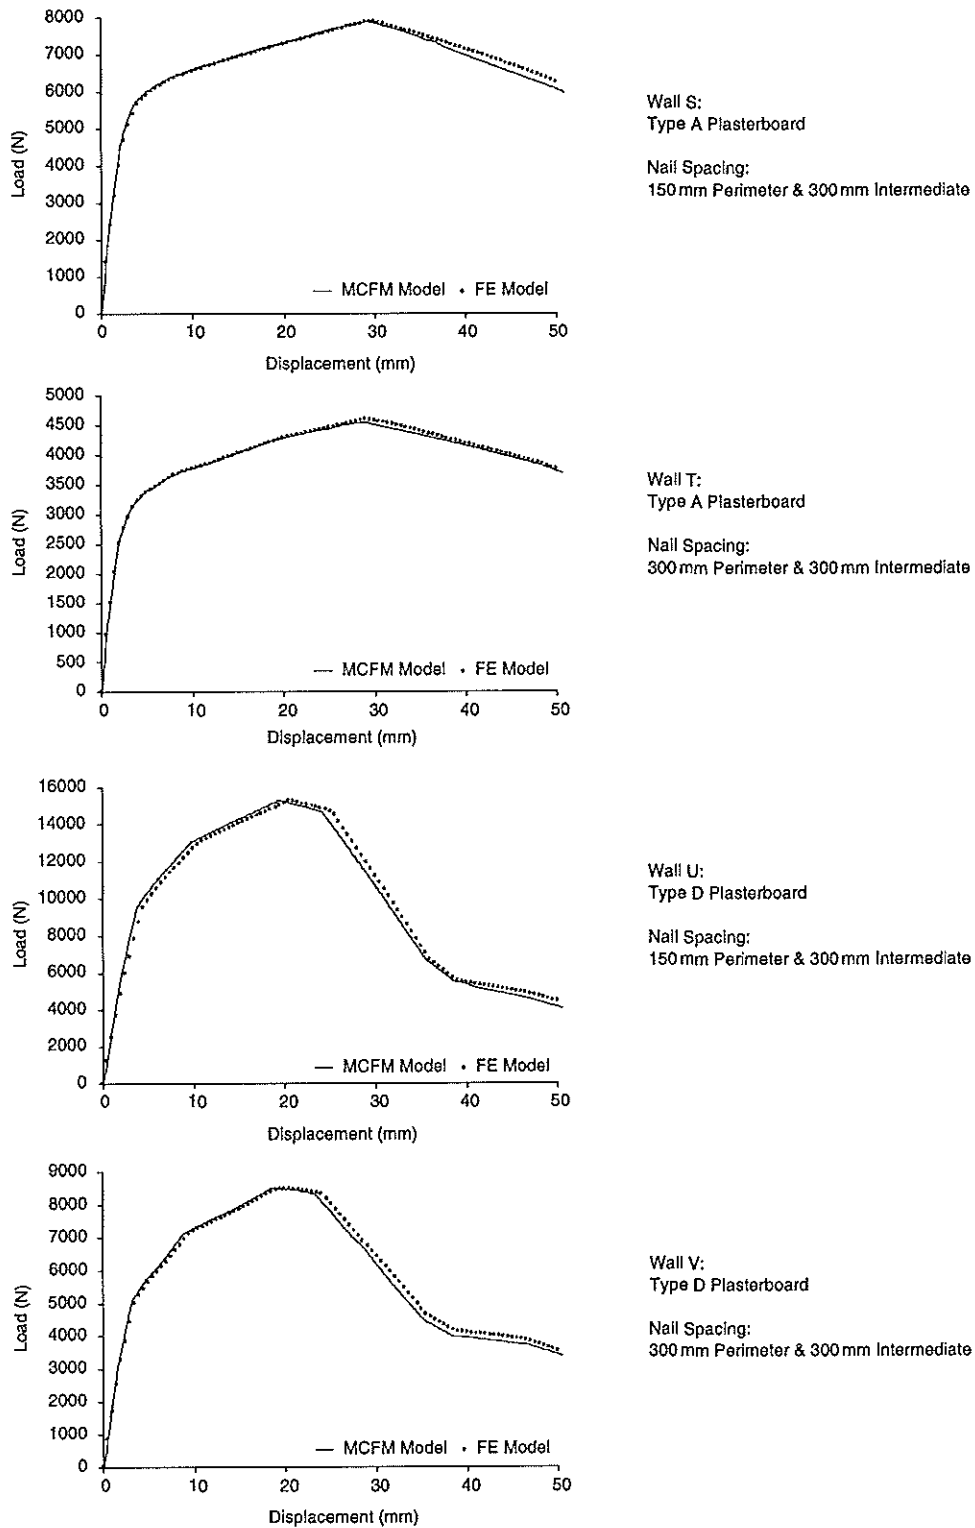 8000
7000
6000
5000
4000
3000
2000
1000
0
Load (N)
0 10 20 30 40 50
Displacement (mm)
MCFM Model FE Model
Wall S:
Type A Plasterboard
Nail Spacing:
150 mm Perimeter & 300 mm Intermediate
5000
4500
4000
3500
3000
2500
2000
1500
1000
500
0
Load (N)
0 10 20 30 40 50
Displacement (mm)
MCFM Model FE Model
Wall T:
Type A Plasterboard
Nail Spacing:
300 mm Perimeter & 300 mm Intermediate
16000
14000
12000
10000
8000
6000
4000
2000
0
Load (N)
0 10 20 30 40 50
Displacement (mm)
MCFM Model FE Model
Wall U:
Type D Plasterboard
Nail Spacing:
150 mm Perimeter & 300 mm Intermediate
9000
8000
7000
6000
5000
4000
3000
2000
1000
0
Load (N)
0 10 20 30 40 50
Displacement (mm)
MCFM Model FE Model
Wall V:
Type D Plasterboard
Nail Spacing:
300 mm Perimeter & 300 mm Intermediate